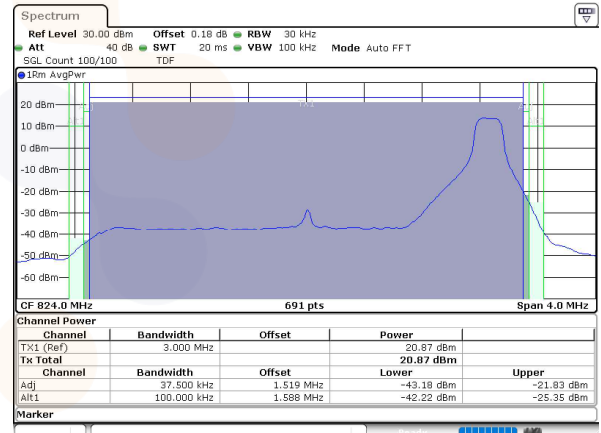 Spectrum
Ref Level 30.00 dBm Offset 0.18 dB RBW 30 kHz
Att 40 dB SWT 20 ms VBW 100 kHz Mode Auto FFT
SGL Count 100/100 TDF
1Rm AvgPwr
20 dBm
10 dBm
0 dBm
-10 dBm
-20 dBm
-30 dBm
-40 dBm
-50 dBm
-60 dBm
TX1
CF 824.0 MHz 691 pts Span 4.0 MHz
Channel Power
Channel Bandwidth Offset Power
TX1 (Ref) 3.000 MHz 20.87 dBm
Tx Total 20.87 dBm
Channel Bandwidth Offset Lower Upper
Adj 37.500 kHz 1.519 MHz -43.18 dBm -21.83 dBm
Alt1 100.000 kHz 1.588 MHz -42.22 dBm -25.35 dBm
Marker